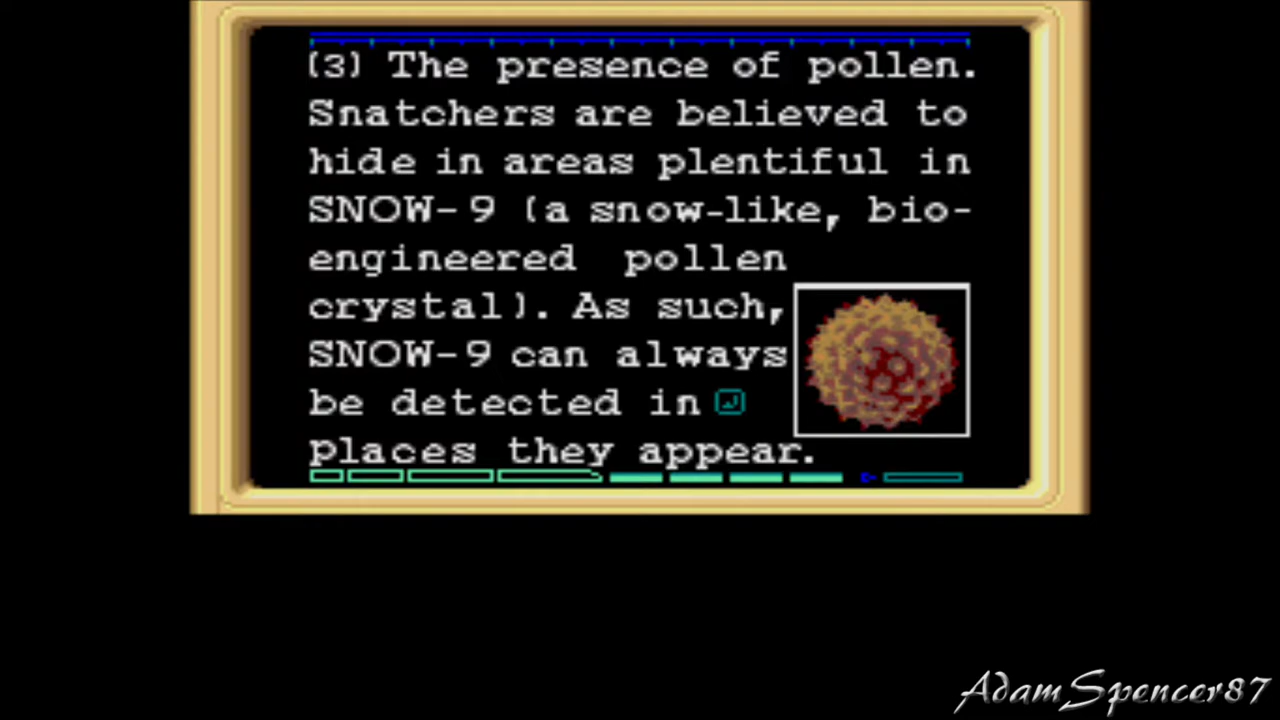 (3) The presence of pollen.
Snatchers are believed to
hide in areas plentiful in
SNOW-9 (a snow-like, bio-
engineered pollen
crystal). As such,
SNOW-9 can always
be detected in
places they appear.
AdamSpencer87